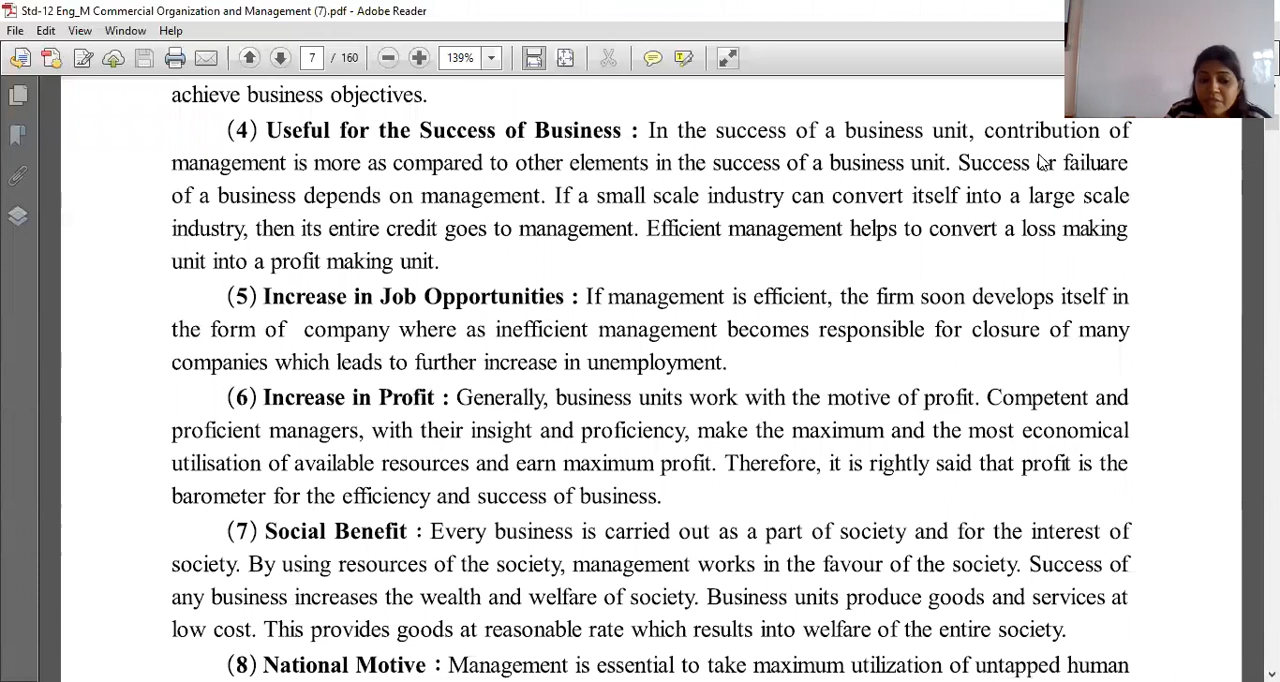 Std-12 Eng_M Commercial Organization and Management (7).pdf - Adobe Reader
File Edit View Window Help
7 / 160 139%
achieve business objectives.
(4) Useful for the Success of Business : In the success of a business unit, contribution of
management is more as compared to other elements in the success of a business unit. Success or failuare
of a business depends on management. If a small scale industry can convert itself into a large scale
industry, then its entire credit goes to management. Efficient management helps to convert a loss making
unit into a profit making unit.
(5) Increase in Job Opportunities : If management is efficient, the firm soon develops itself in
the form of company where as inefficient management becomes responsible for closure of many
companies which leads to further increase in unemployment.
(6) Increase in Profit : Generally, business units work with the motive of profit. Competent and
proficient managers, with their insight and proficiency, make the maximum and the most economical
utilisation of available resources and earn maximum profit. Therefore, it is rightly said that profit is the
barometer for the efficiency and success of business.
(7) Social Benefit : Every business is carried out as a part of society and for the interest of
society. By using resources of the society, management works in the favour of the society. Success of
any business increases the wealth and welfare of society. Business units produce goods and services at
low cost. This provides goods at reasonable rate which results into welfare of the entire society.
(8) National Motive : Management is essential to take maximum utilization of untapped human